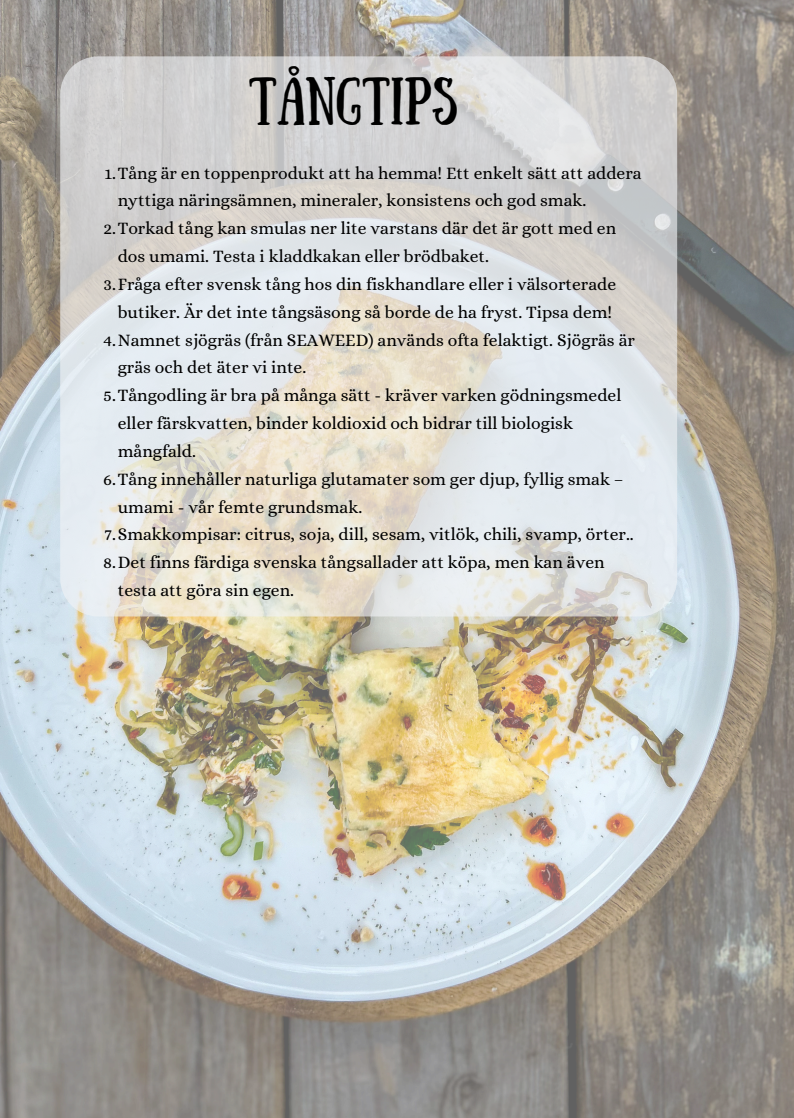 TÅNGTIPS
1. Tång är en toppenprodukt att ha hemma! Ett enkelt sätt att addera
nyttiga näringsämnen, mineraler, konsistens och god smak.
2. Torkad tång kan smulas ner lite varstans där det är gott med en
dos umami. Testa i kladdkakan eller brödbaket.
3. Fråga efter svensk tång hos din fiskhandlare eller i välsorterade
butiker. Är det inte tångsäsong så borde de ha fryst. Tipsa dem!
4. Namnet sjögräs (från SEAWEED) används ofta felaktigt. Sjögräs är
gräs och det äter vi inte.
5. Tångodling är bra på många sätt - kräver varken gödningsmedel
eller färskvatten, binder koldioxid och bidrar till biologisk
mångfald.
6. Tång innehåller naturliga glutamater som ger djup, fyllig smak –
umami - vår femte grundsmak.
7. Smakkompisar: citrus, soja, dill, sesam, vitlök, chili, svamp, örter..
8. Det finns färdiga svenska tångsallader att köpa, men kan även
testa att göra sin egen.